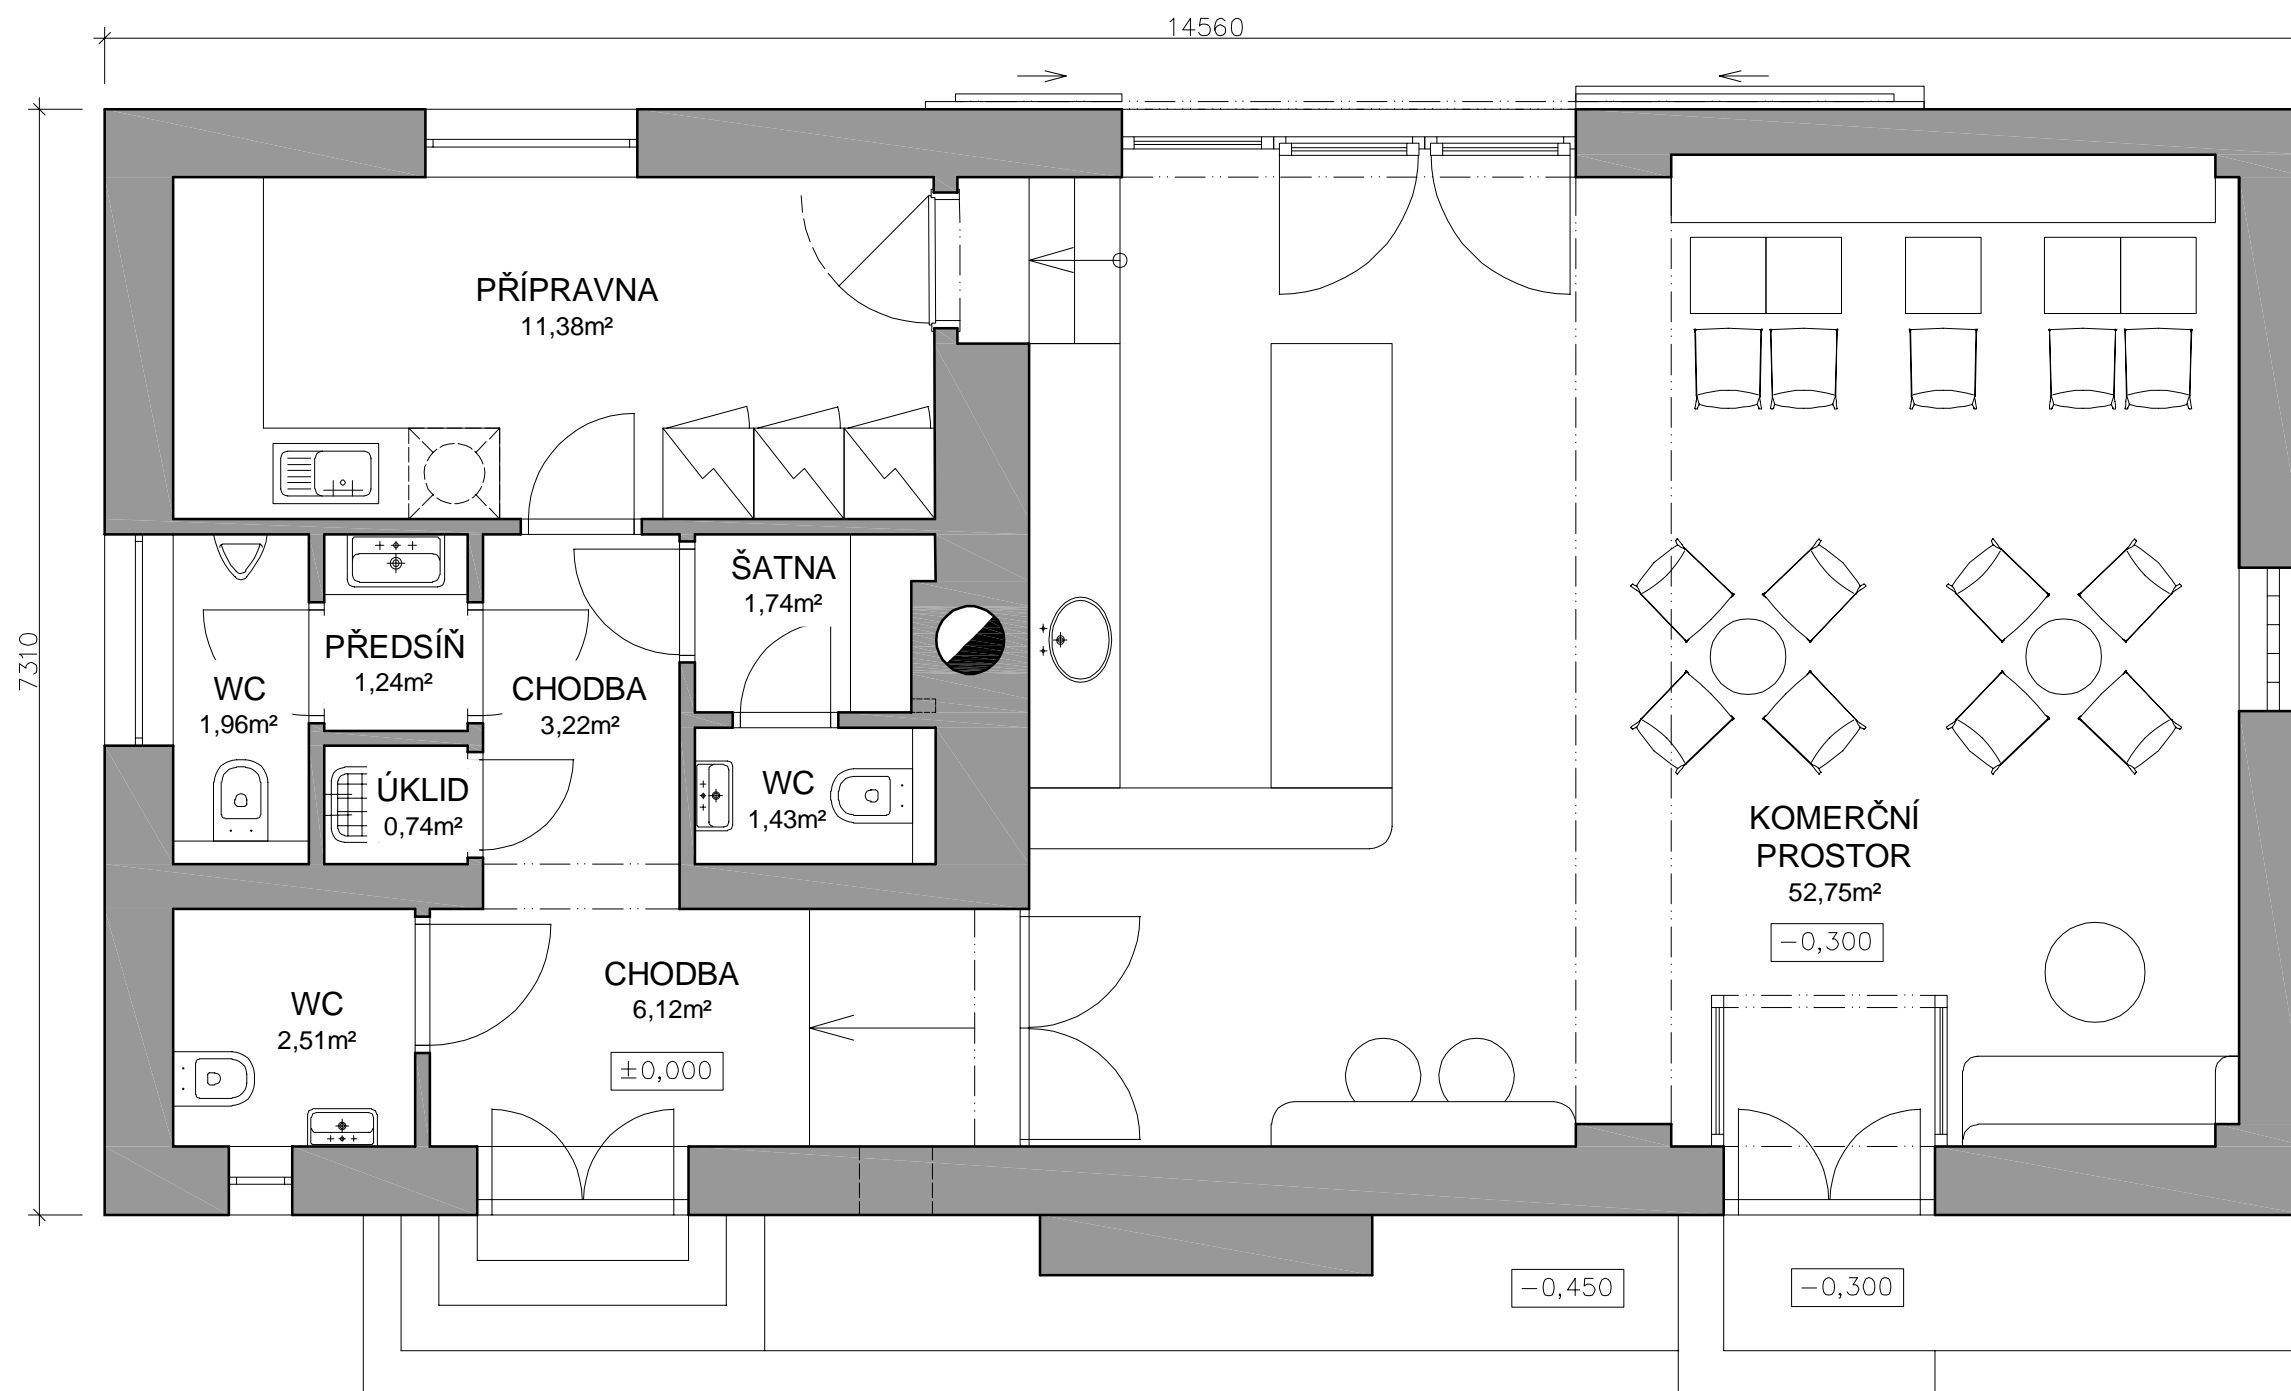 14560
7310
PŘÍPRAVNA
11,38m²
ŠATNA
1,74m²
PŘEDSÍŇ
1,24m²
WC
1,96m²
CHODBA
3,22m²
ÚKLID
0,74m²
WC
1,43m²
KOMERČNÍ
PROSTOR
52,75m²
-0,300
CHODBA
6,12m²
±0,000
WC
2,51m²
-0,450
-0,300